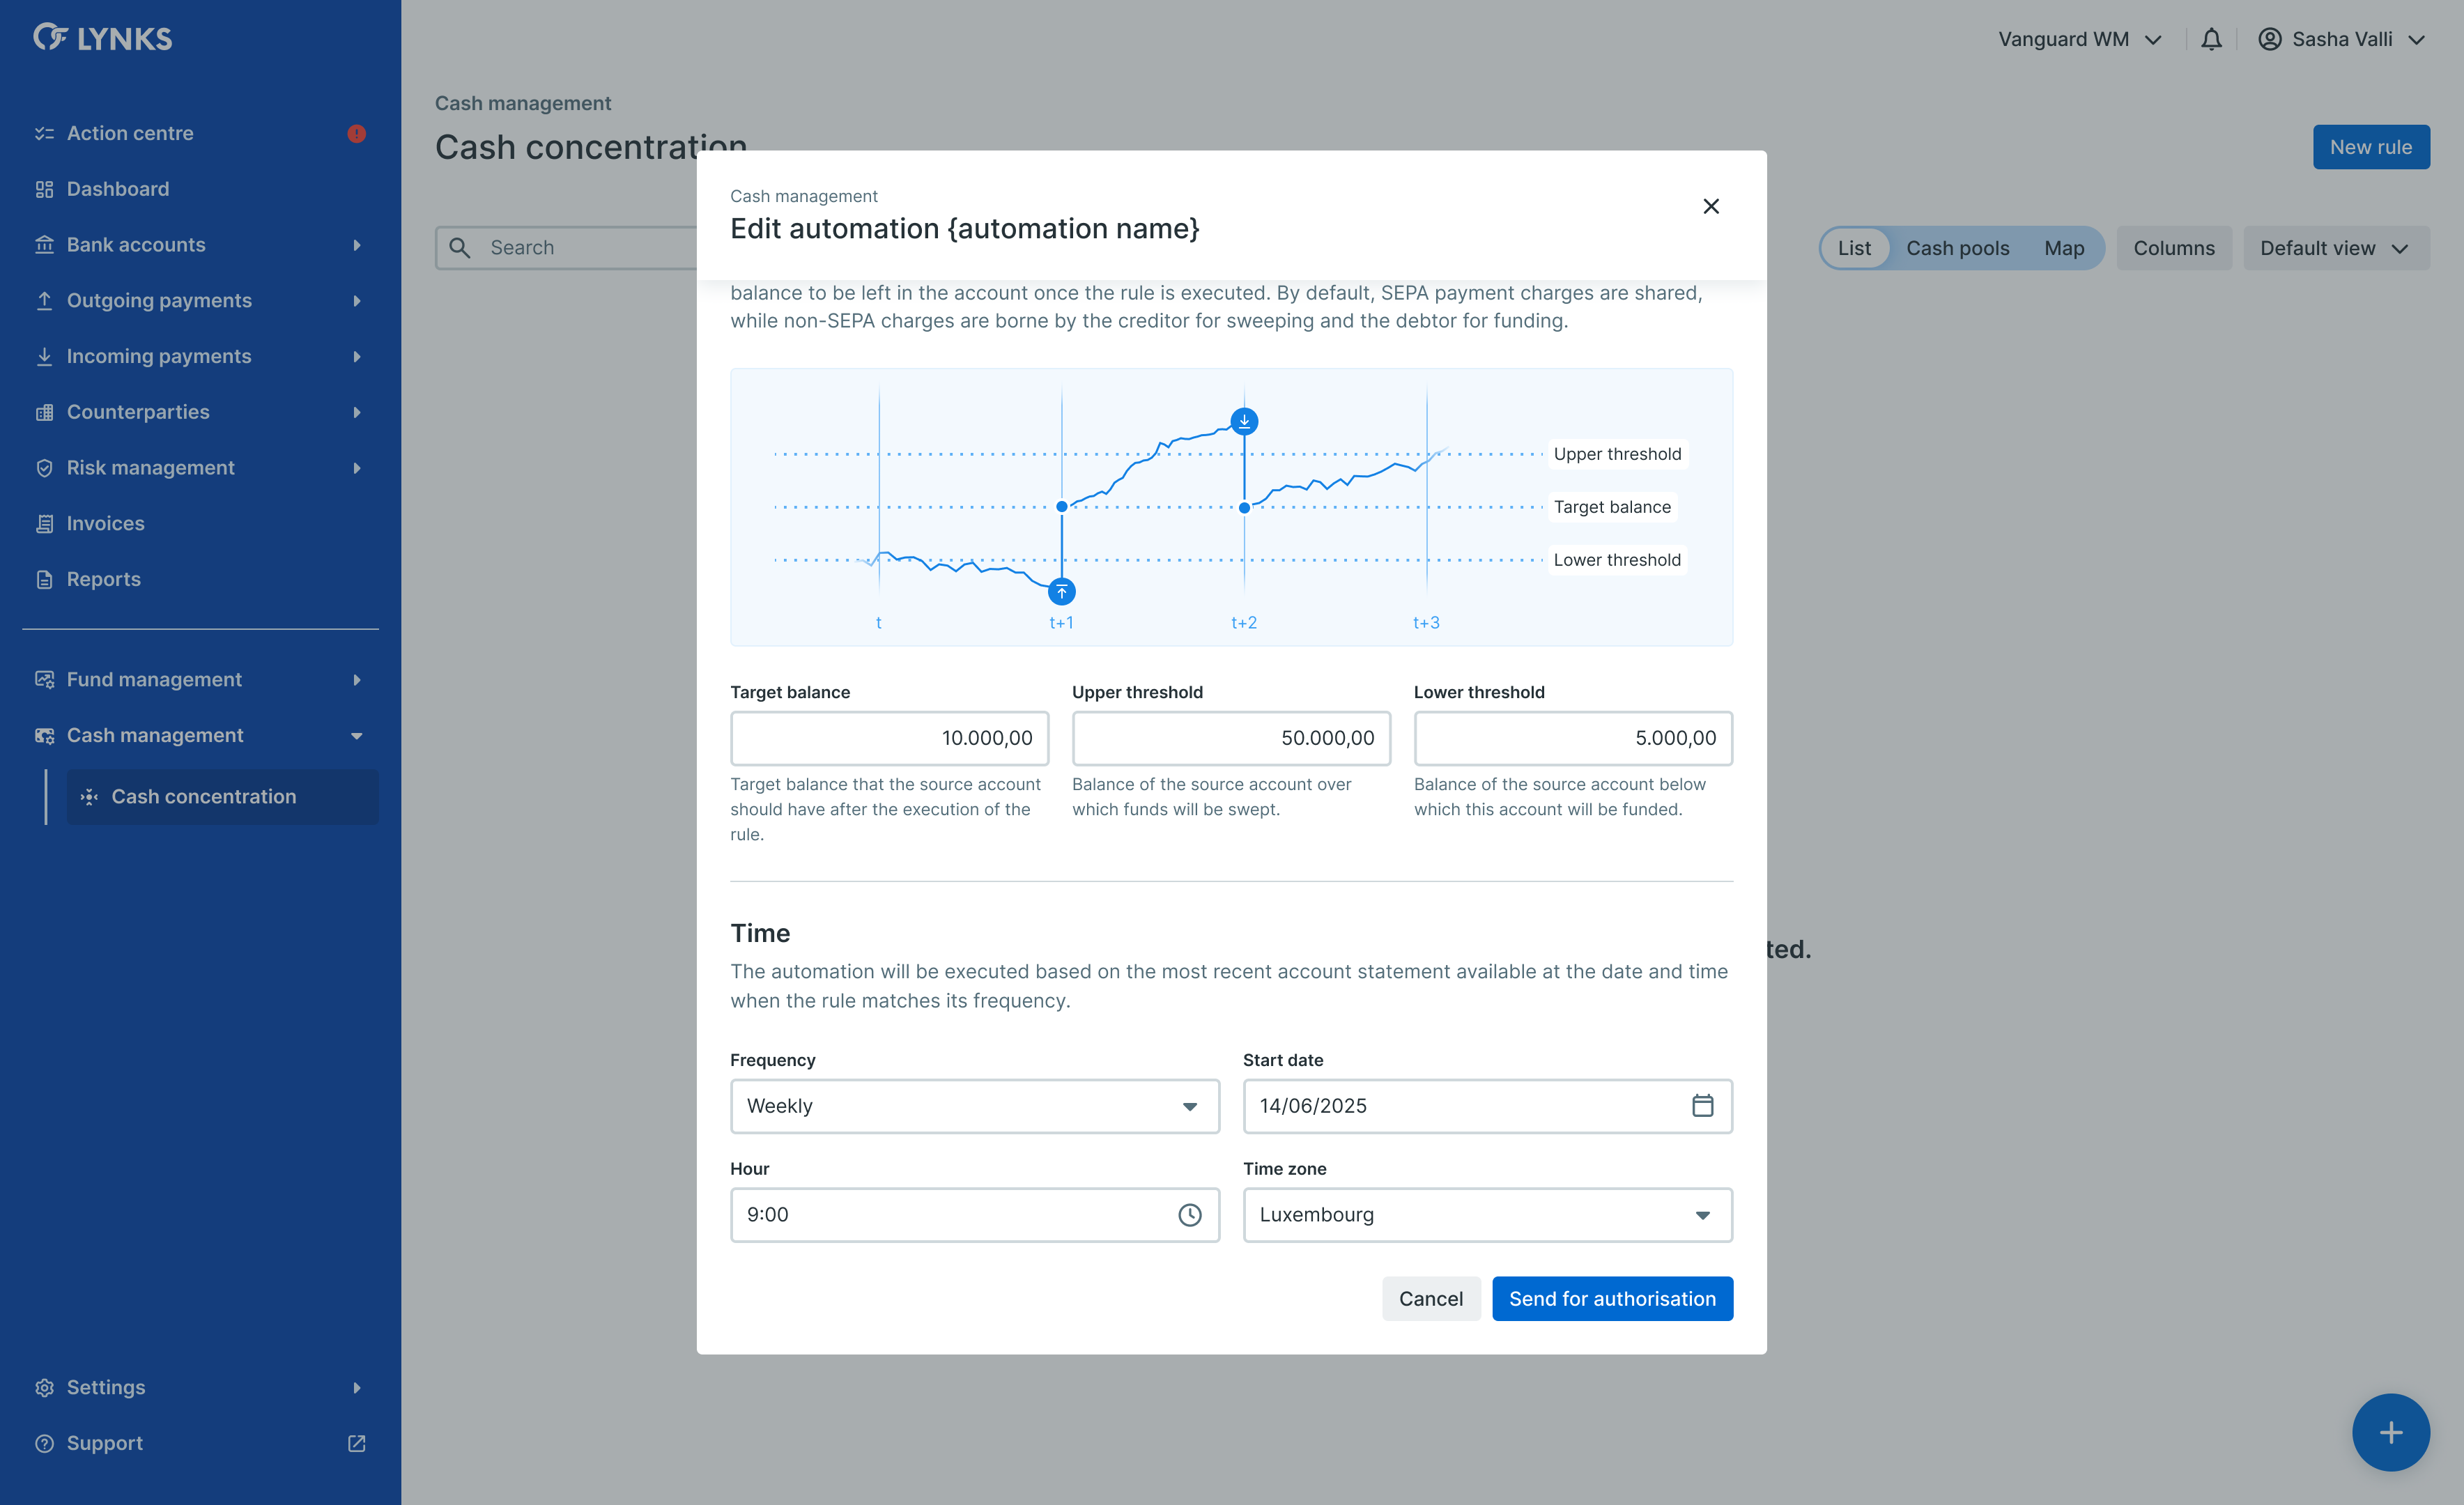 LYNKS
Action centre
Dashboard
Bank accounts
Outgoing payments
Incoming payments
Counterparties
Risk management
Invoices
Reports
Fund management
Cash management
Cash concentration
Settings
Support
Vanguard WM
Sasha Valli
Cash management
Cash concentration
New rule
Search
List
Cash pools
Map
Columns
Default view
Cash management
Edit automation {automation name}
balance to be left in the account once the rule is executed. By default, SEPA payment charges are shared,
while non-SEPA charges are borne by the creditor for sweeping and the debtor for funding.
Upper threshold
Target balance
Lower threshold
t
t+1
t+2
t+3
Target balance
10.000,00
Target balance that the source account
should have after the execution of the
rule.
Upper threshold
50.000,00
Balance of the source account over
which funds will be swept.
Lower threshold
5.000,00
Balance of the source account below
which this account will be funded.
Time
The automation will be executed based on the most recent account statement available at the date and time
when the rule matches its frequency.
Frequency
Weekly
Start date
14/06/2025
Hour
9:00
Time zone
Luxembourg
Cancel
Send for authorisation